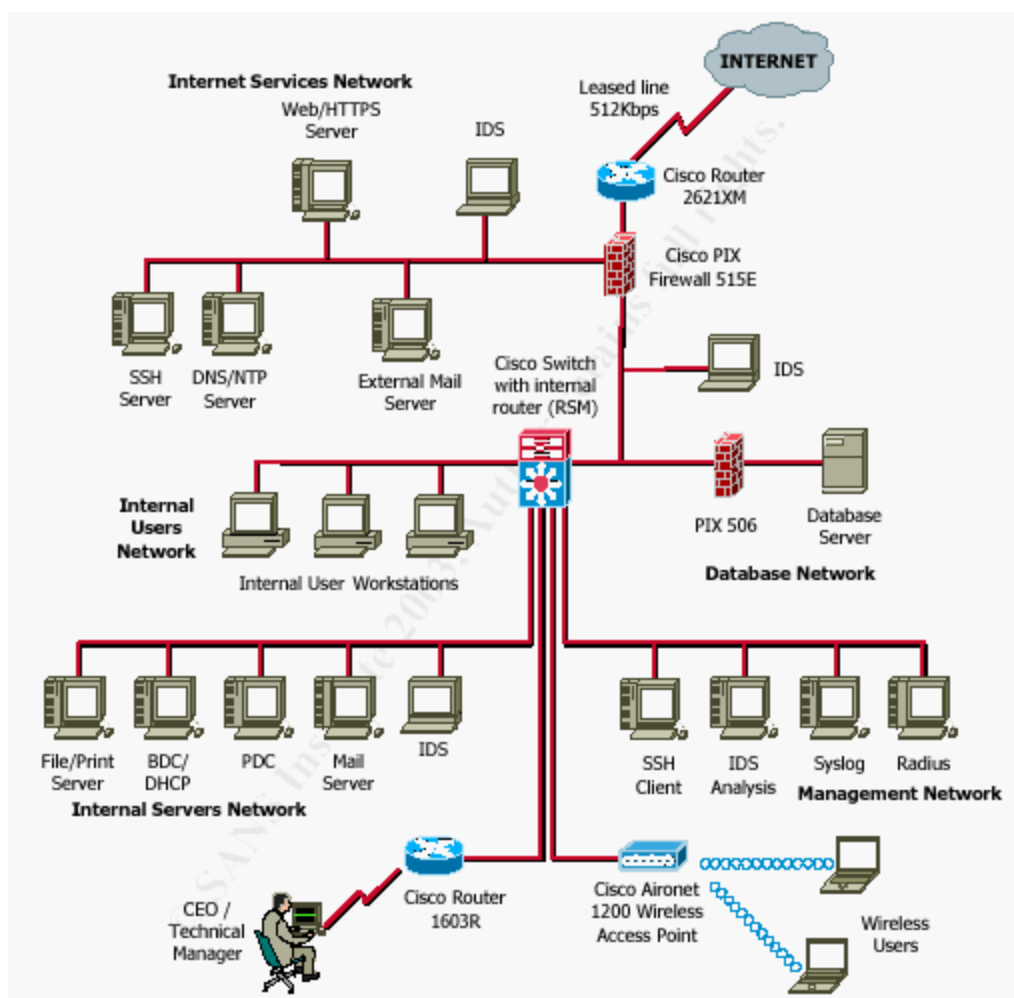 INTERNET
Internet Services Network
Leased line
512Kbps
Web/HTTPS
Server
IDS
Cisco Router
2621XM
Cisco PIX
Firewall 515E
SSH
Server
DNS/NTP
Server
External Mail
Server
Cisco Switch
with internal
router (RSM)
IDS
Internal
Users
Network
Internal User Workstations
PIX 506
Database
Server
Database Network
File/Print
Server
BDC/
DHCP
PDC
Mail
Server
IDS
Internal Servers Network
SSH
Client
IDS
Analysis
Syslog
Radius
Management Network
CEO /
Technical
Manager
Cisco Router
1603R
Cisco Aironet
1200 Wireless
Access Point
Wireless
Users